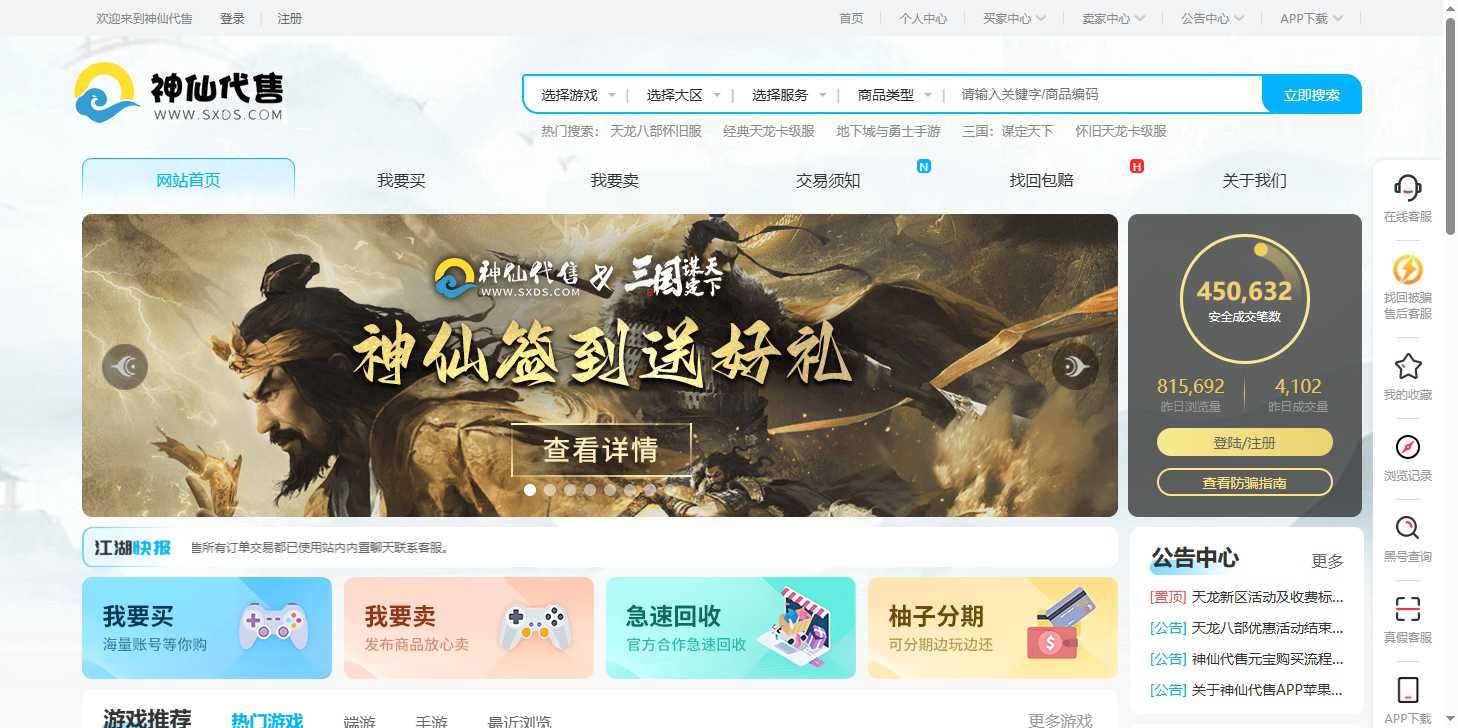 欢迎来到神仙代售 登录 注册 首页 个人中心 买家中心 卖家中心 公告中心 APP下载
神仙代售
WWW.SXDS.COM
选择游戏 选择大区 选择服务 商品类型 请输入关键字/商品编码 立即搜索
热门搜索: 天龙八部怀旧服 经典天龙卡级服 地下城与勇士手游 三国:谋定天下 怀旧天龙卡级服
网站首页 我要买 我要卖 交易须知 N 找回包赔 H 关于我们
神仙代售 WWW.SXDS.COM & 三国谋定天下
神仙签到送好礼
查看详情
450,632
安全成交笔数
815,692 4,102
昨日浏览量 昨日成交量
登陆/注册
查看防骗指南
江湖快报 售所有订单交易都已使用站内内置聊天联系客服。
我要买
海量账号等你购
我要卖
发布商品放心卖
急速回收
官方合作急速回收
柚子分期
可分期边玩边还
公告中心 更多
[置顶] 天龙新区活动及收费标...
[公告] 天龙八部优惠活动结束...
[公告] 神仙代售元宝购买流程...
[公告] 关于神仙代售APP苹果...
游戏推荐 热门游戏 端游 手游 最近浏览 更多游戏
在线客服
找回被骗
售后客服
我的收藏
浏览记录
黑号查询
真假客服
APP下载